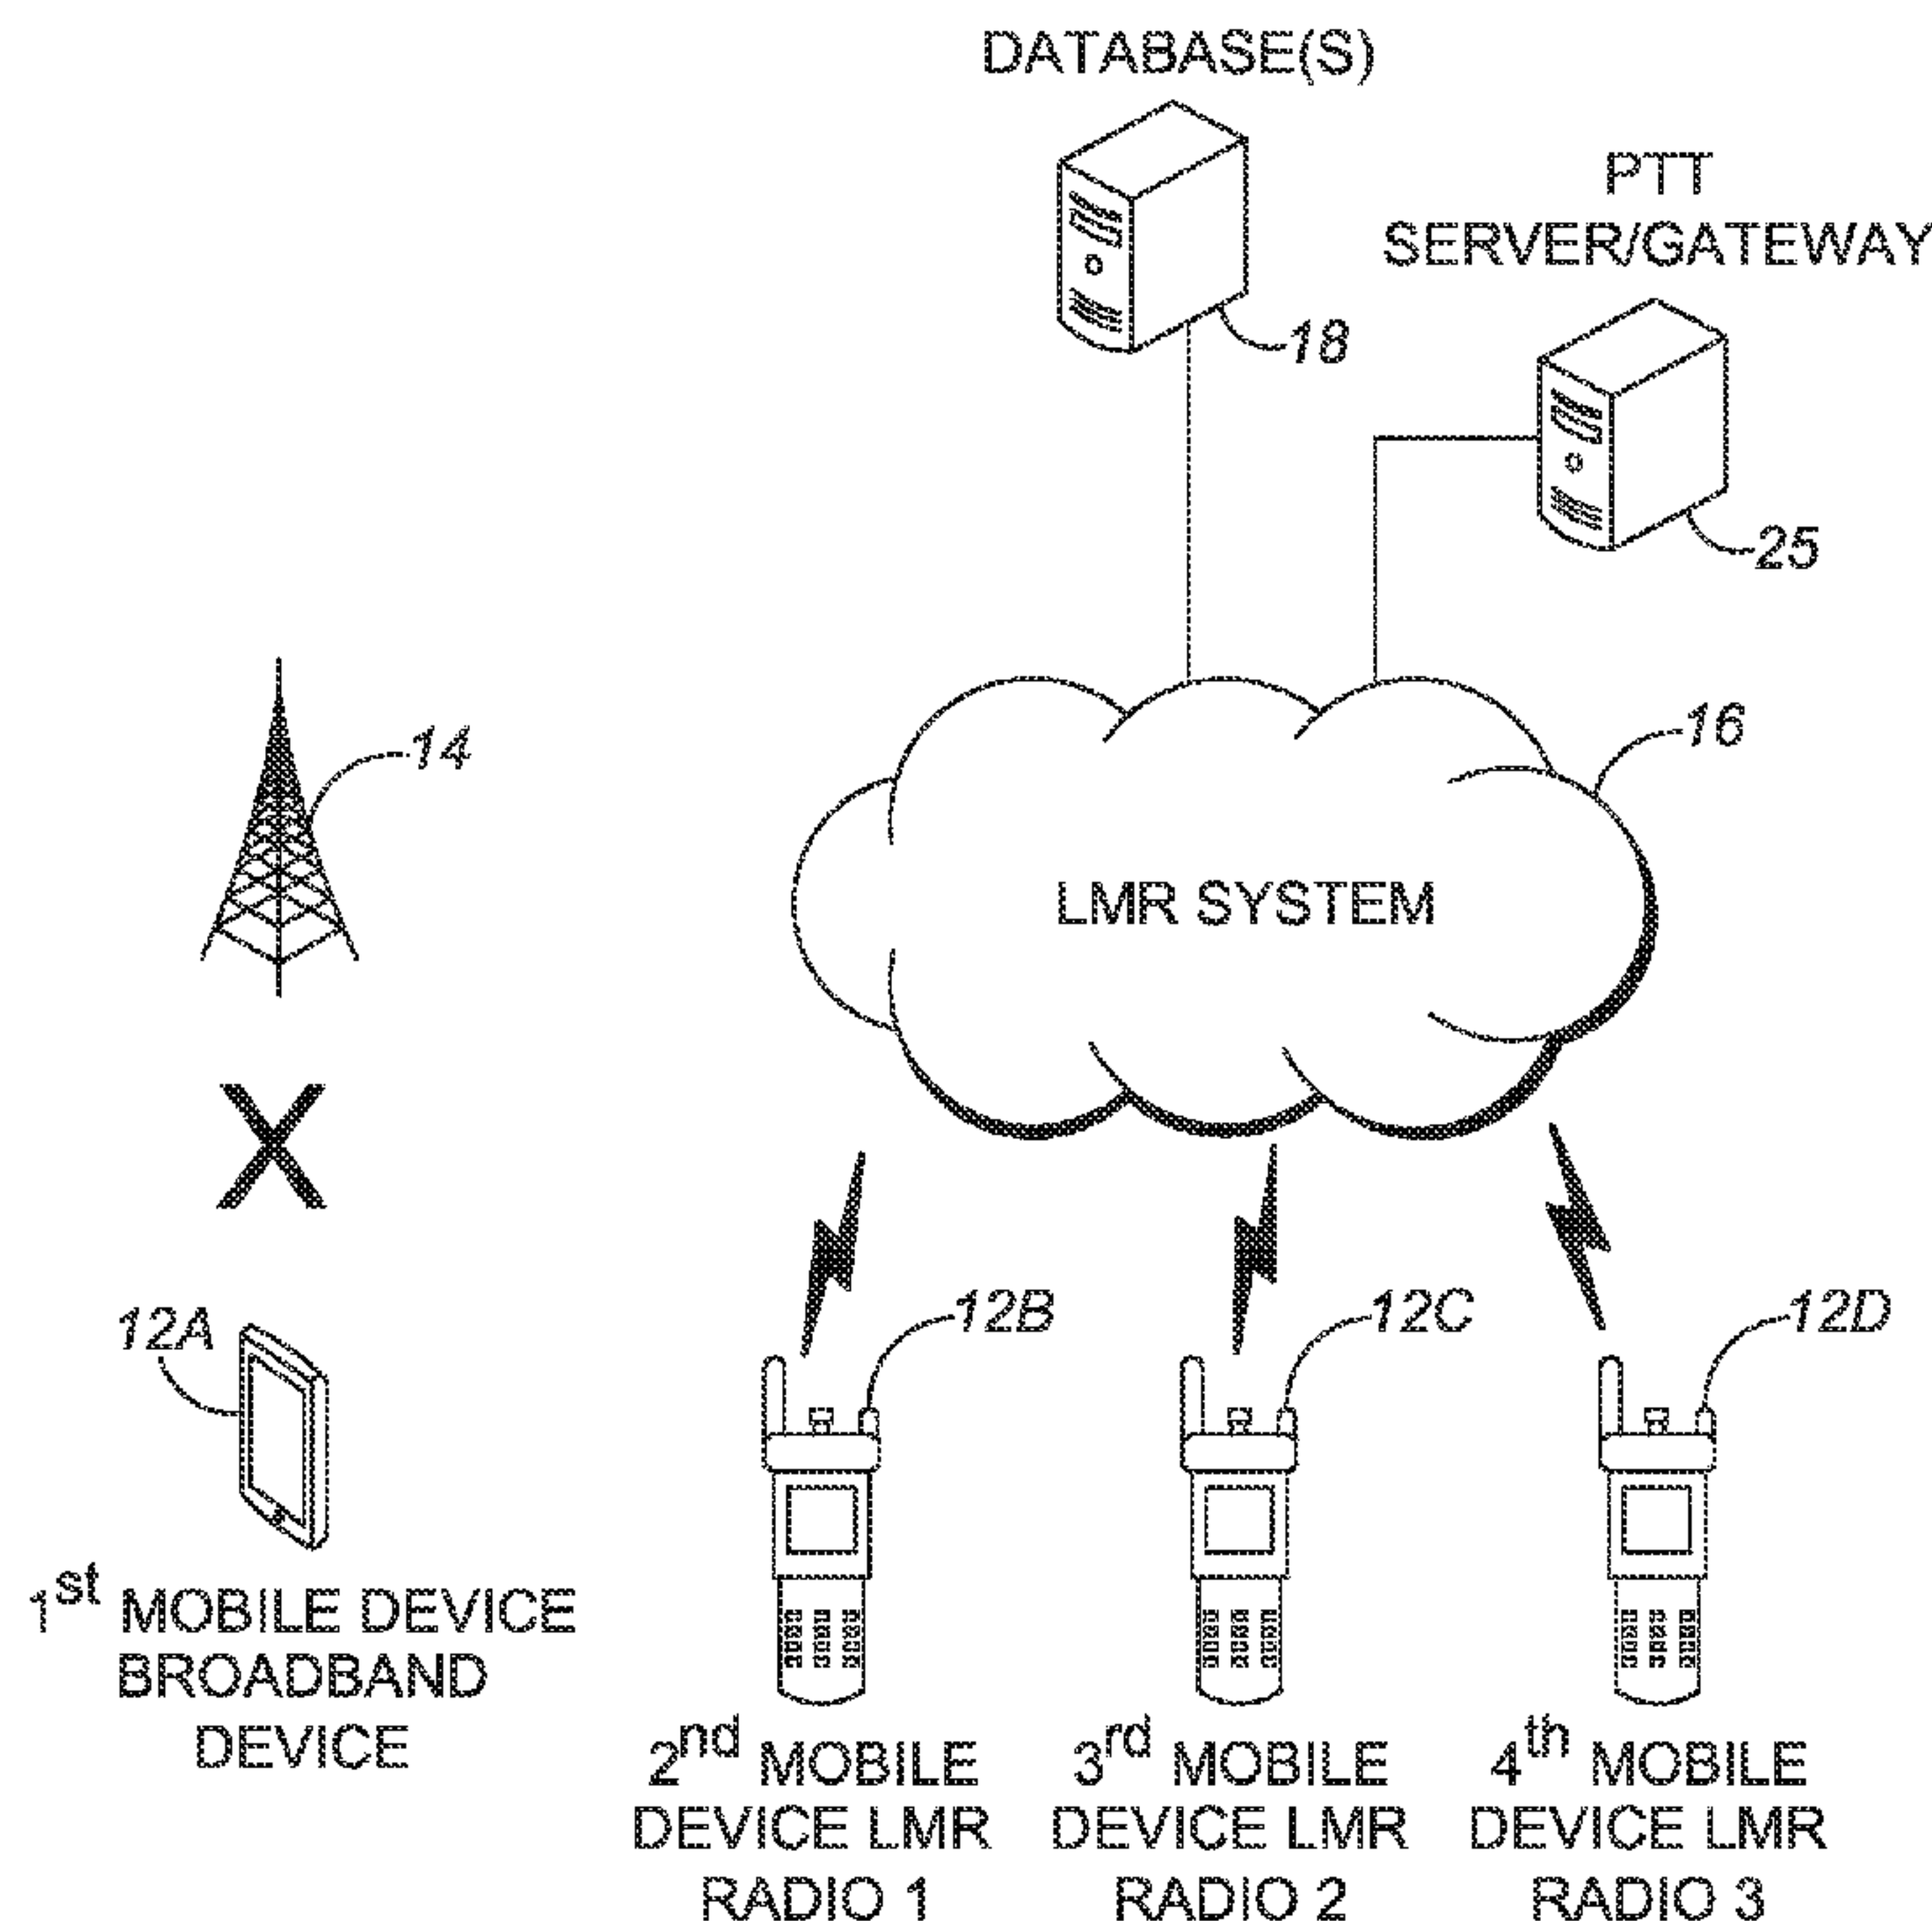 DATABASE(S)
PTT
SERVER/GATEWAY
18
25
14
16
LMR SYSTEM
X
12A
12B
12C
12D
1st MOBILE DEVICE
BROADBAND
DEVICE
2nd MOBILE
DEVICE LMR
RADIO 1
3rd MOBILE
DEVICE LMR
RADIO 2
4th MOBILE
DEVICE LMR
RADIO 3